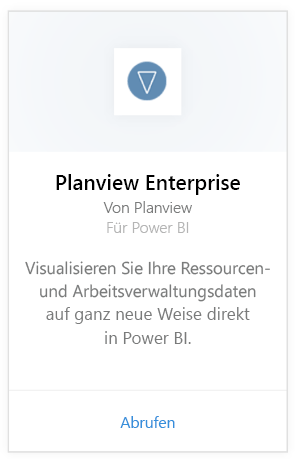 Planview Enterprise
Von Planview
Für Power BI
Visualisieren Sie Ihre Ressourcen-
und Arbeitsverwaltungsdaten
auf ganz neue Weise direkt
in Power BI.
Abrufen